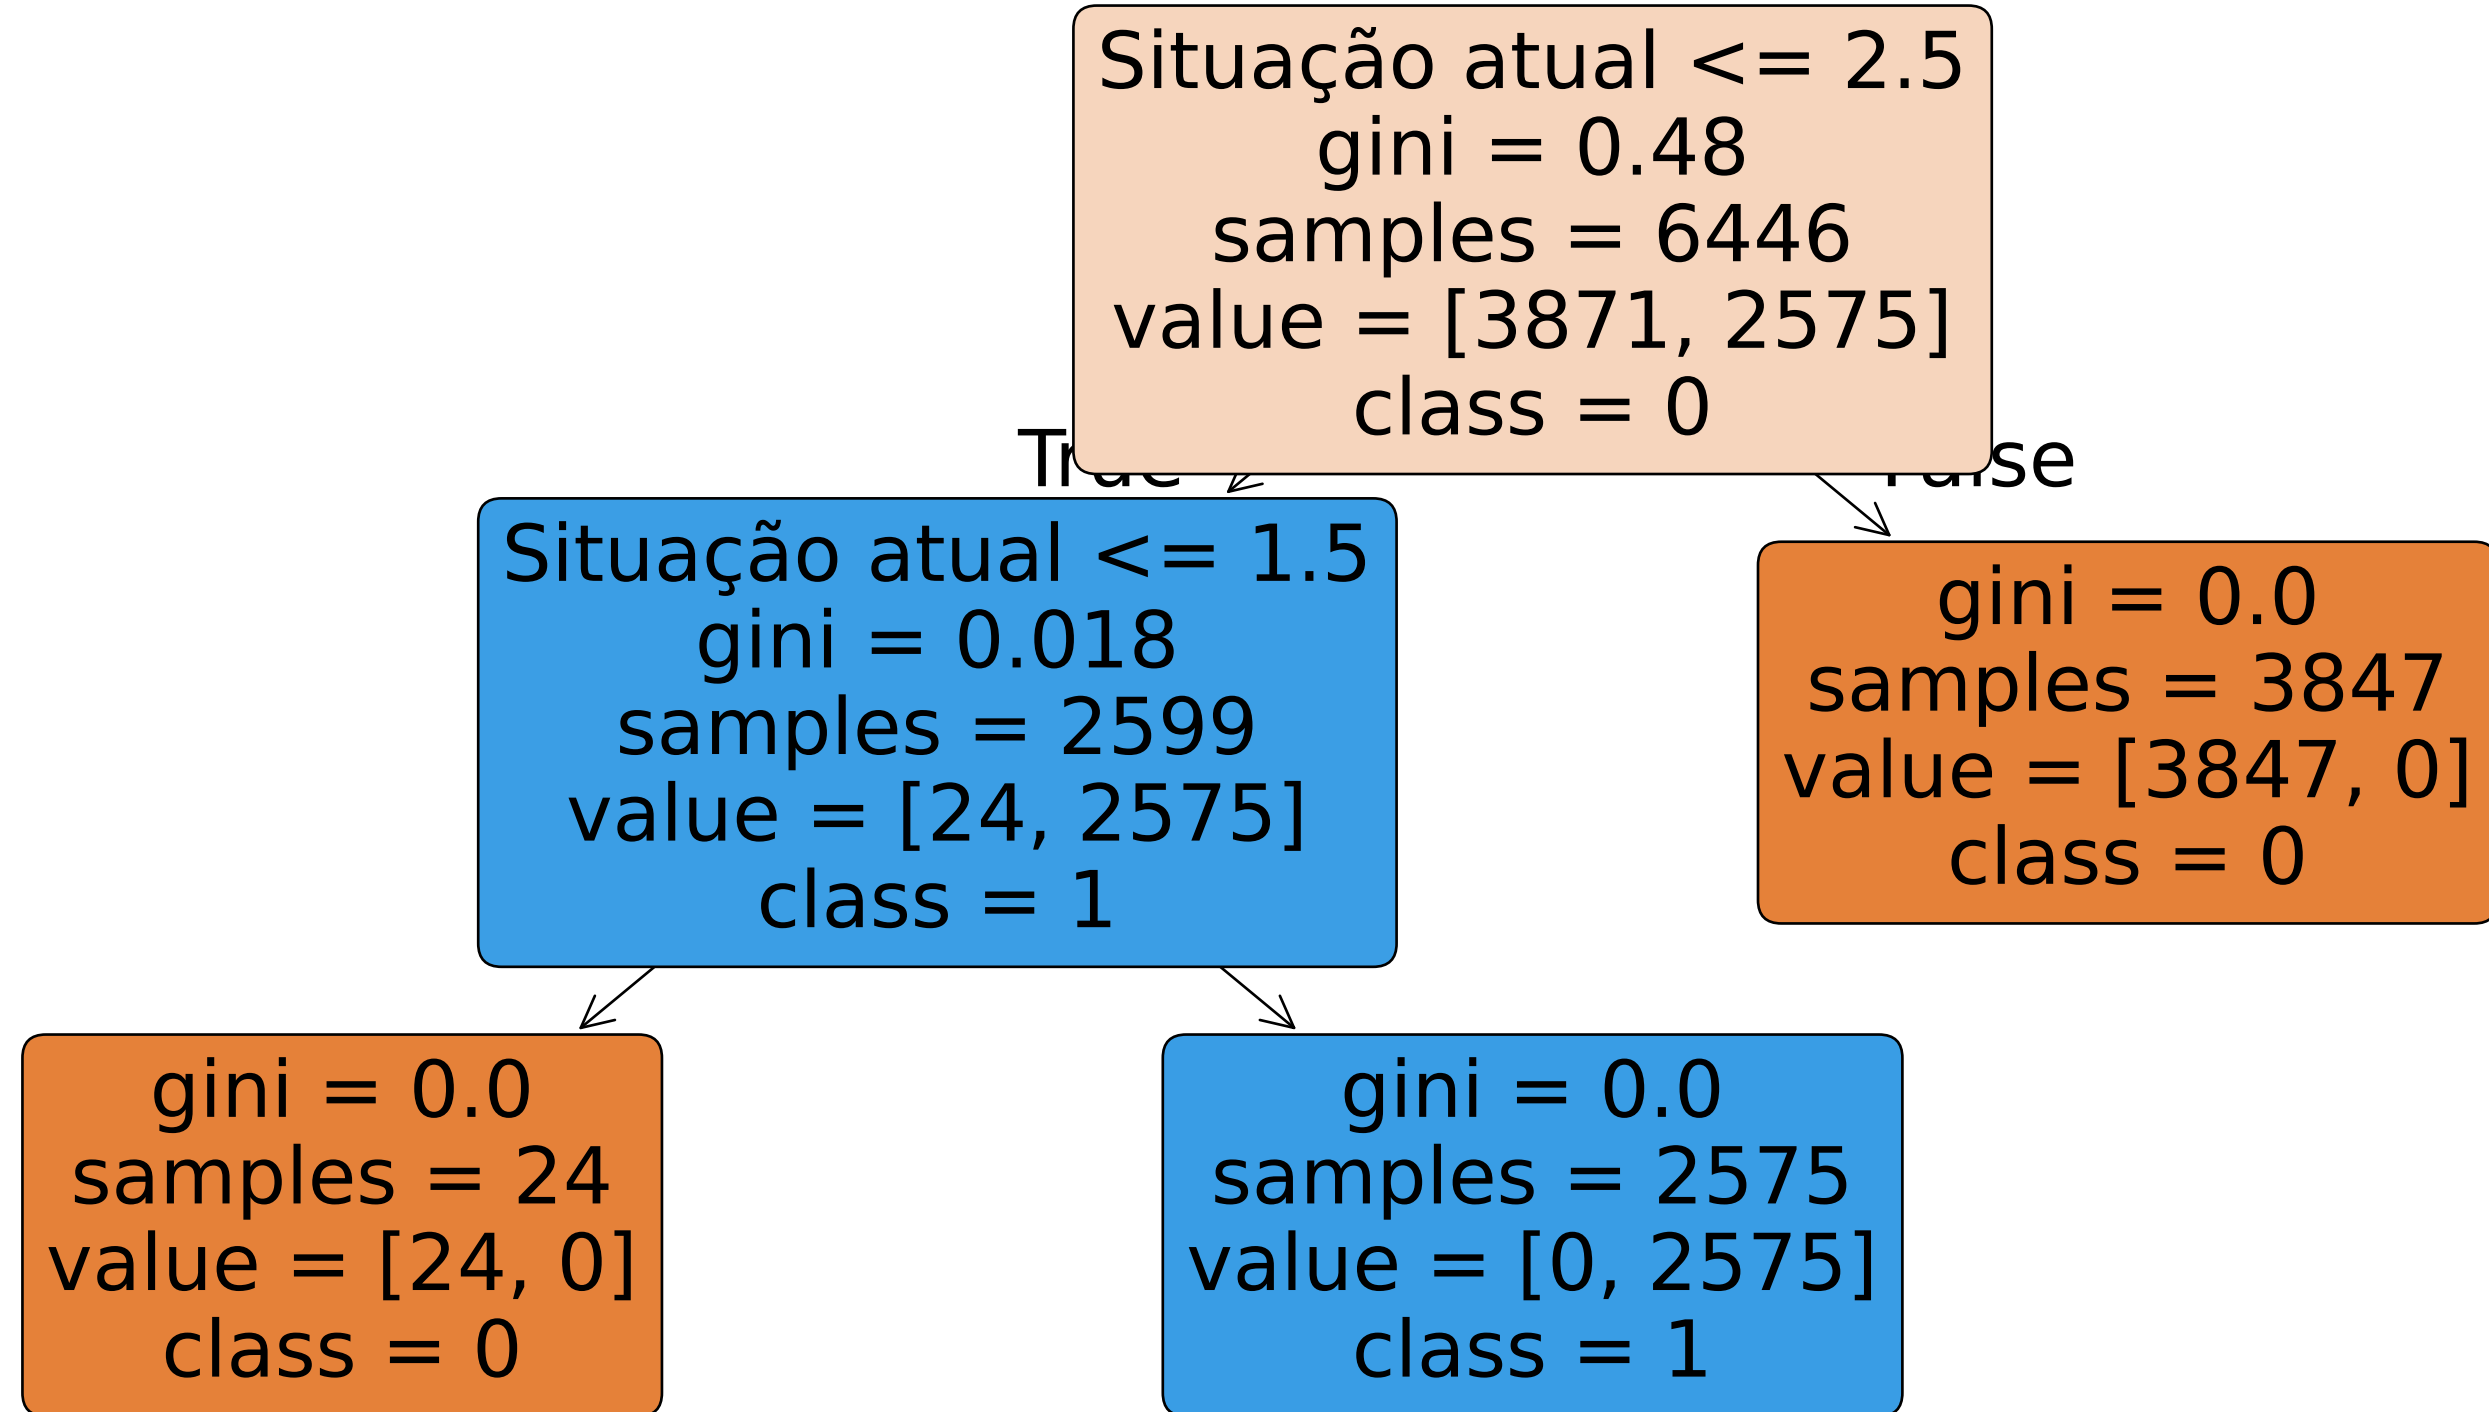 Situação atual <= 2.5
gini = 0.48
samples = 6446
value = [3871, 2575]
class = 0
True
False
Situação atual <= 1.5
gini = 0.018
samples = 2599
value = [24, 2575]
class = 1
gini = 0.0
samples = 3847
value = [3847, 0]
class = 0
gini = 0.0
samples = 24
value = [24, 0]
class = 0
gini = 0.0
samples = 2575
value = [0, 2575]
class = 1